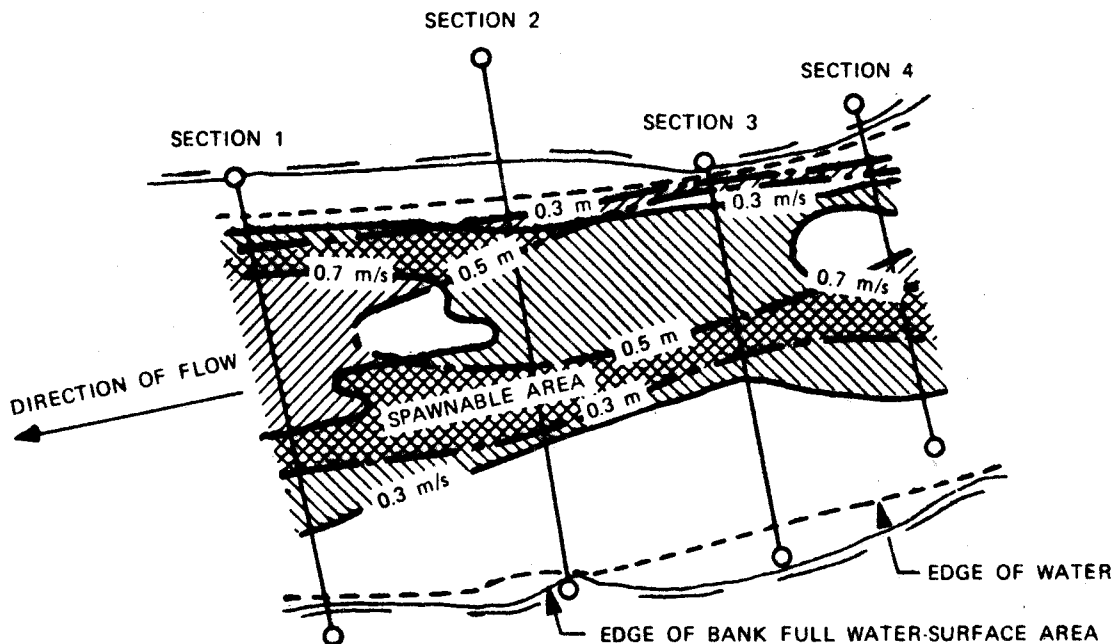 SECTION 2
SECTION 4
SECTION 1
SECTION 3
0.3 m
0.3 m/s
0.7 m/s
0.5 m
0.7 m/s
0.5 m
DIRECTION OF FLOW
SPAWNABLE AREA
0.3 m
0.3 m/s
EDGE OF WATER
EDGE OF BANK FULL WATER-SURFACE AREA